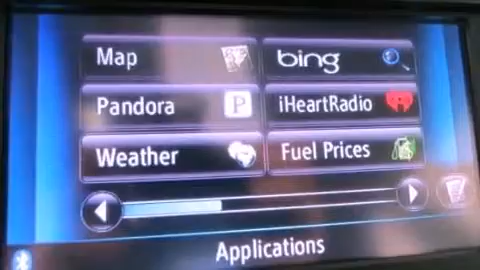 Map
bing
Pandora P
iHeartRadio
Weather
Fuel Prices
Applications